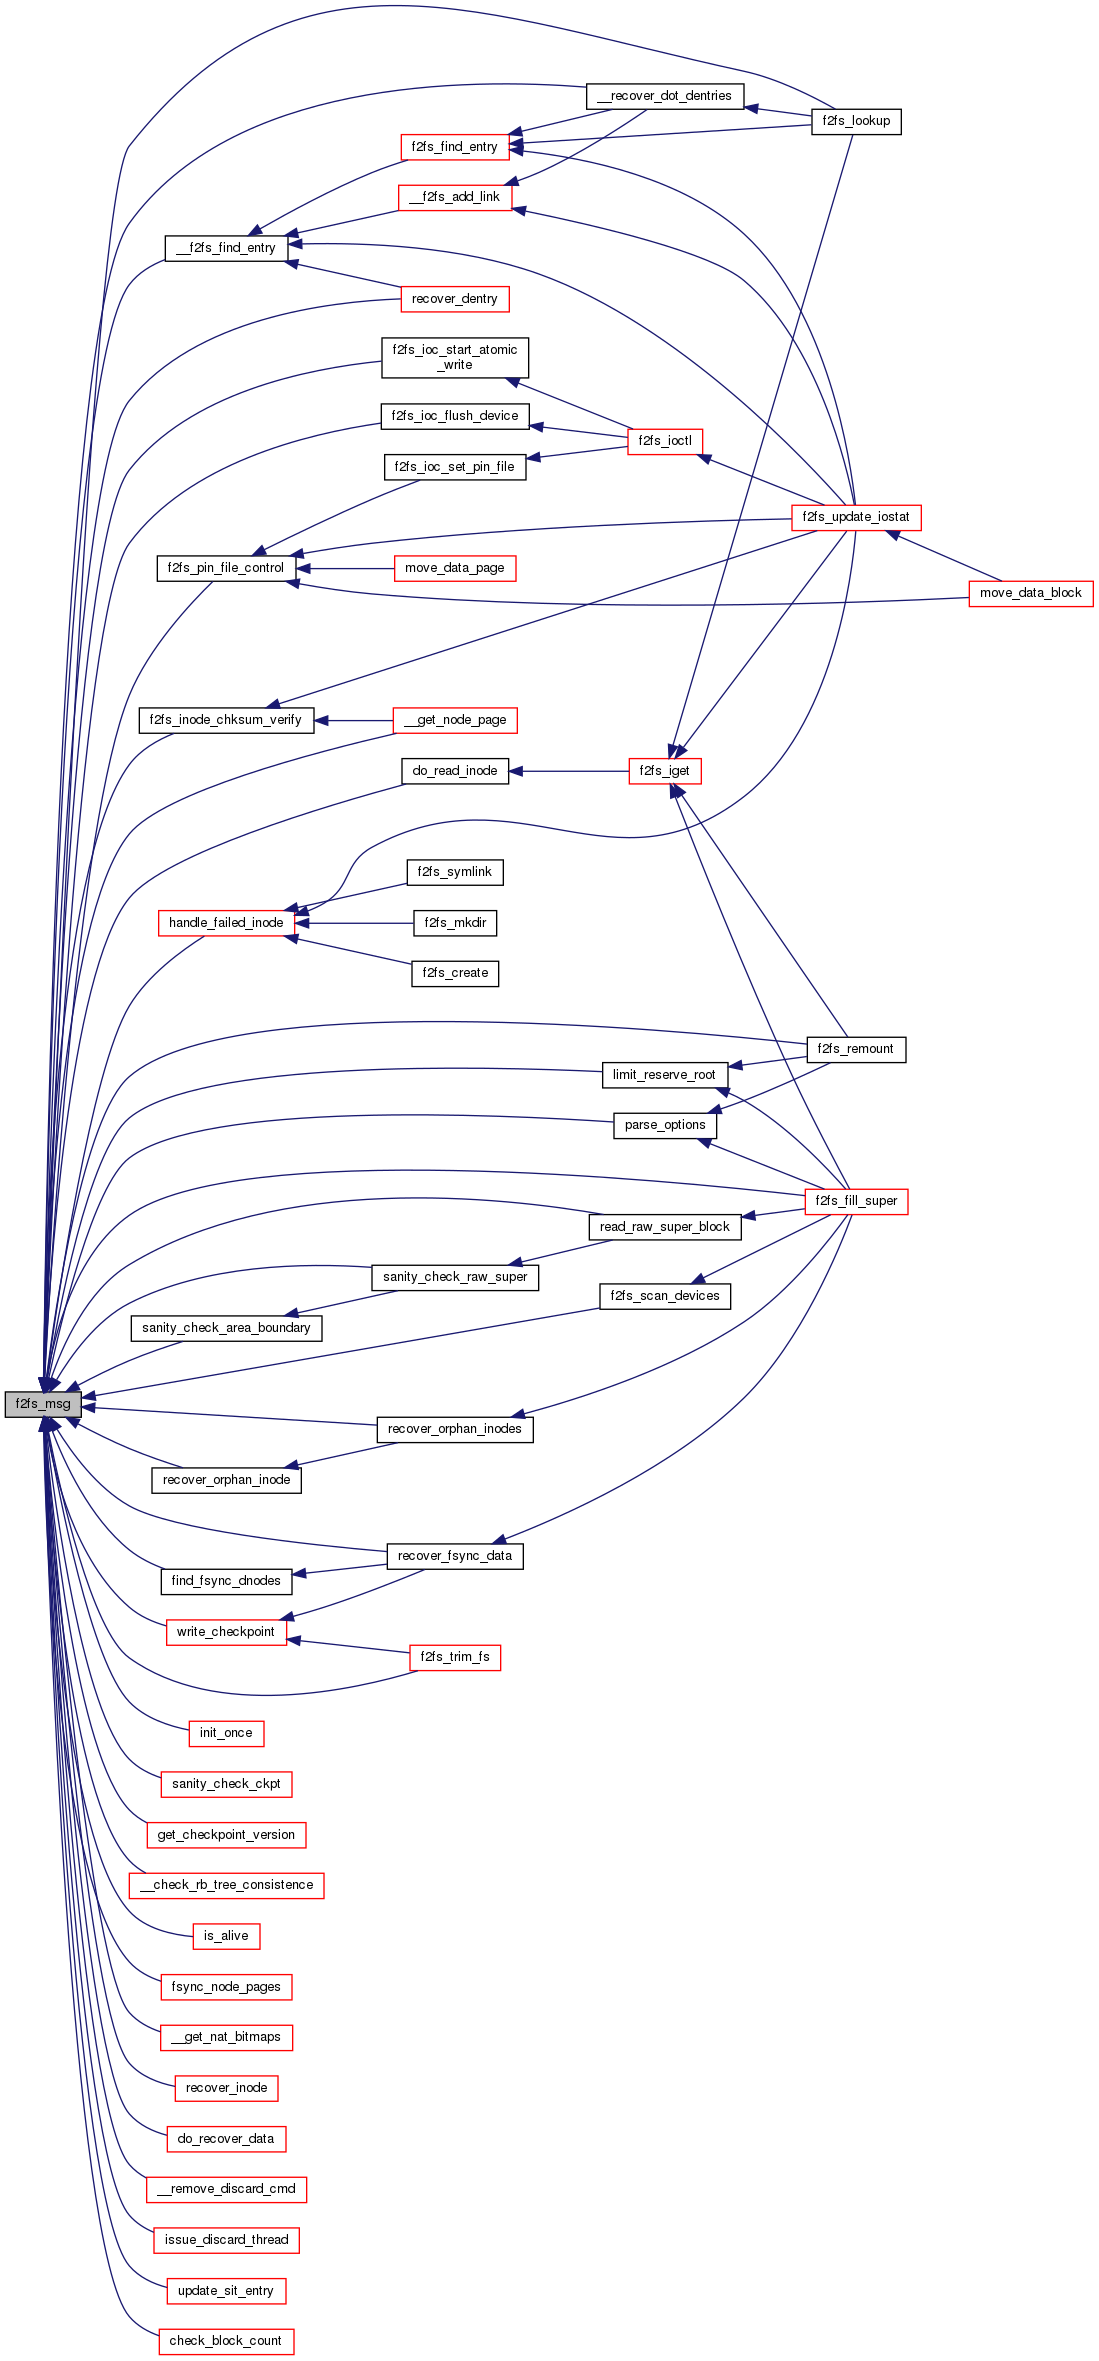 __recover_dot_dentries
f2fs_lookup
f2fs_find_entry
__f2fs_add_link
__f2fs_find_entry
recover_dentry
f2fs_ioc_start_atomic
_write
f2fs_ioc_flush_device
f2fs_ioctl
f2fs_ioc_set_pin_file
f2fs_update_iostat
f2fs_pin_file_control
move_data_page
move_data_block
f2fs_inode_chksum_verify
__get_node_page
do_read_inode
f2fs_iget
f2fs_symlink
handle_failed_inode
f2fs_mkdir
f2fs_create
f2fs_remount
limit_reserve_root
parse_options
f2fs_fill_super
read_raw_super_block
sanity_check_raw_super
f2fs_scan_devices
sanity_check_area_boundary
f2fs_msg
recover_orphan_inodes
recover_orphan_inode
recover_fsync_data
find_fsync_dnodes
write_checkpoint
f2fs_trim_fs
init_once
sanity_check_ckpt
get_checkpoint_version
__check_rb_tree_consistence
is_alive
fsync_node_pages
__get_nat_bitmaps
recover_inode
do_recover_data
__remove_discard_cmd
issue_discard_thread
update_sit_entry
check_block_count